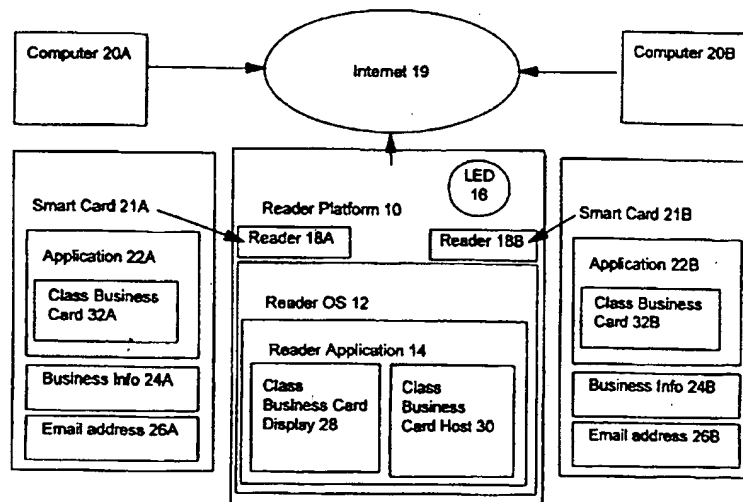 Computer 20A
Internet 19
Computer 20B
Smart Card 21A
Application 22A
Class Business
Card 32A
Business Info 24A
Email address 26A
Reader Platform 10
LED
16
Reader 18A
Reader 18B
Reader OS 12
Reader Application 14
Class
Business Card
Display 28
Class
Business
Card Host 30
Smart Card 21B
Application 22B
Class Business
Card 32B
Business Info 24B
Email address 26B